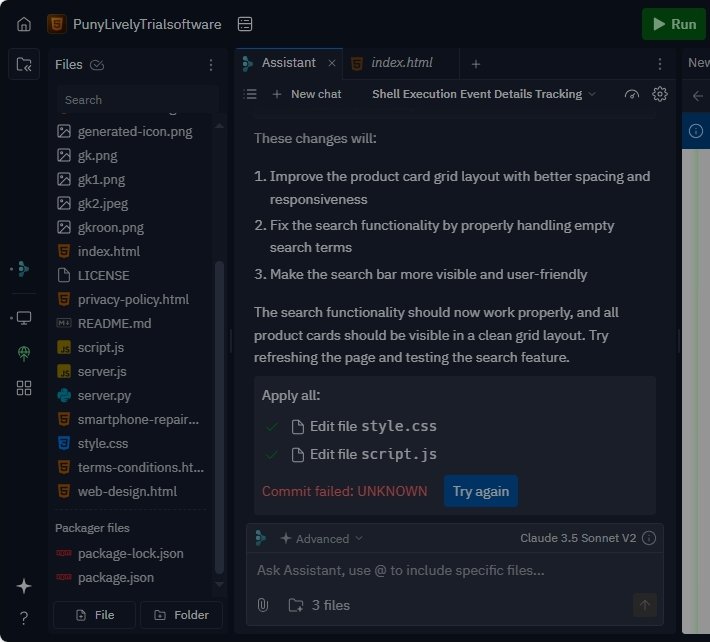 PunyLivelyTrialsoftware
Run
Files
Assistant
index.html
New
Search
New chat
Shell Execution Event Details Tracking
generated-icon.png
gk.png
gk1.png
gk2.jpeg
gkroon.png
index.html
LICENSE
privacy-policy.html
README.md
script.js
server.js
server.py
smartphone-repair...
style.css
terms-conditions.ht...
web-design.html
Packager files
package-lock.json
package.json
File
Folder
These changes will:
1. Improve the product card grid layout with better spacing and
responsiveness
2. Fix the search functionality by properly handling empty
search terms
3. Make the search bar more visible and user-friendly
The search functionality should now work properly, and all
product cards should be visible in a clean grid layout. Try
refreshing the page and testing the search feature.
Apply all:
Edit file style.css
Edit file script.js
Commit failed: UNKNOWN
Try again
Advanced
Claude 3.5 Sonnet V2
Ask Assistant, use @ to include specific files...
3 files